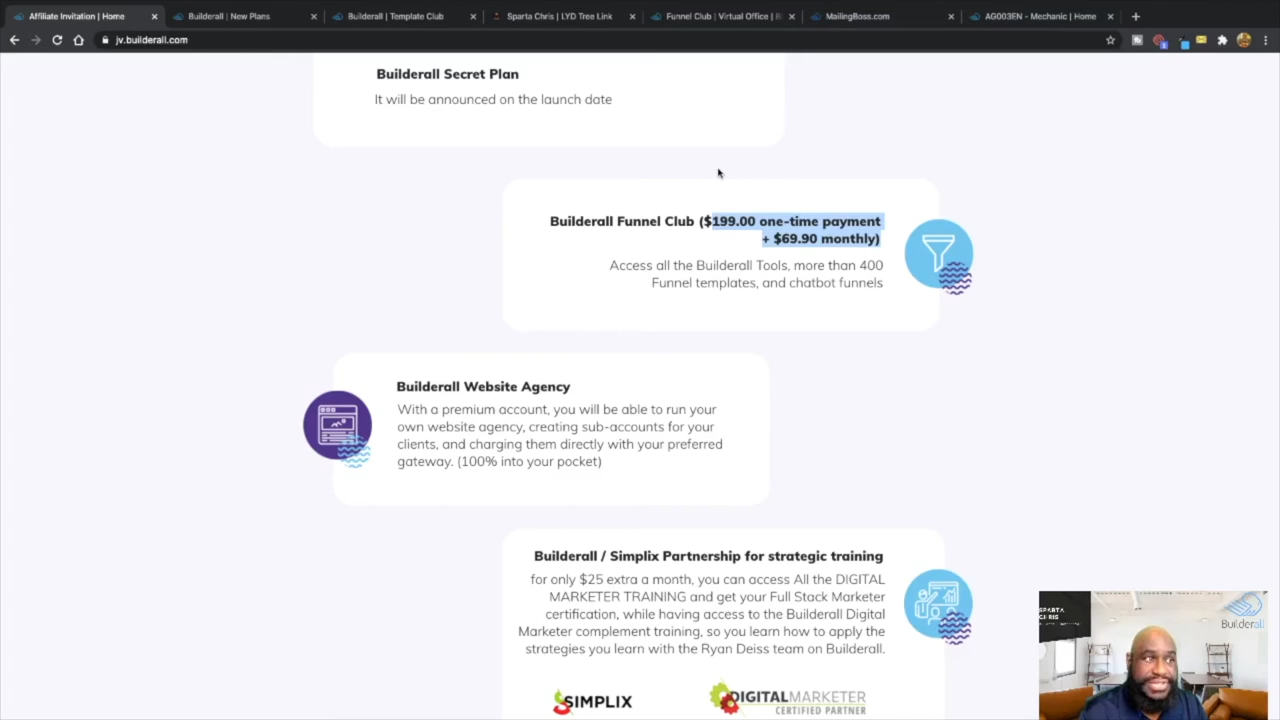 Affiliate Invitation | Home
Builderall | New Plans
Builderall | Template Club
Sparta Chris | LYD Tree Link
Funnel Club | Virtual Office | B
MailingBoss.com
AG003EN - Mechanic | Home
jv.builderall.com
Builderall Secret Plan
It will be announced on the launch date
Builderall Funnel Club ($199.00 one-time payment
+ $69.90 monthly)
Access all the Builderall Tools, more than 400
Funnel templates, and chatbot funnels
Builderall Website Agency
With a premium account, you will be able to run your
own website agency, creating sub-accounts for your
clients, and charging them directly with your preferred
gateway. (100% into your pocket)
Builderall / Simplix Partnership for strategic training
for only $25 extra a month, you can access All the DIGITAL
MARKETER TRAINING and get your Full Stack Marketer
certification, while having access to the Builderall Digital
Marketer complement training, so you learn how to apply the
strategies you learn with the Ryan Deiss team on Builderall.
SIMPLIX
DIGITALMARKETER
CERTIFIED PARTNER
SPARTA
CHRIS
Builderall